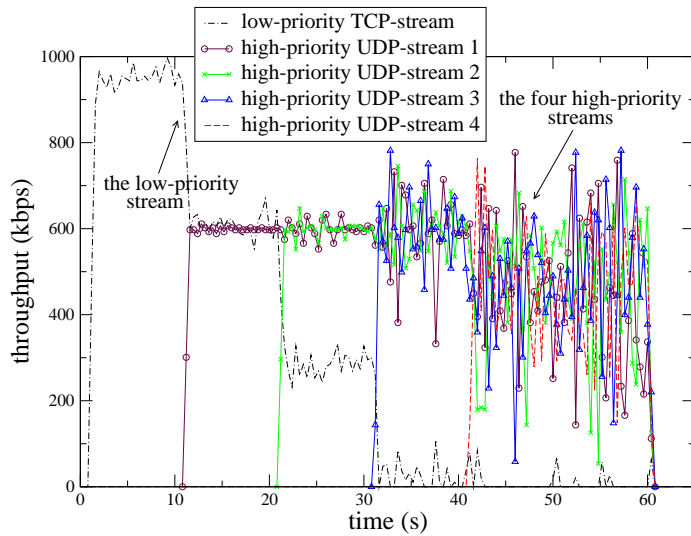 low-priority TCP-stream
high-priority UDP-stream 1
high-priority UDP-stream 2
high-priority UDP-stream 3
high-priority UDP-stream 4
the four high-priority
streams
the low-priority
stream
throughput (kbps)
1000
800
600
400
200
0
0
10
20
30
40
50
60
time (s)